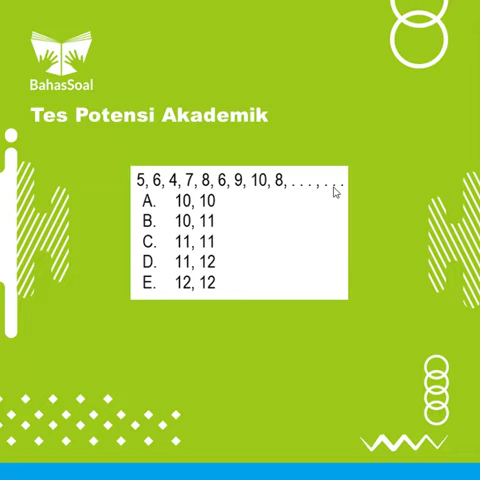 BahasSoal
Tes Potensi Akademik
5, 6, 4, 7, 8, 6, 9, 10, 8, . . . , . . .
A. 10, 10
B. 10, 11
C. 11, 11
D. 11, 12
E. 12, 12